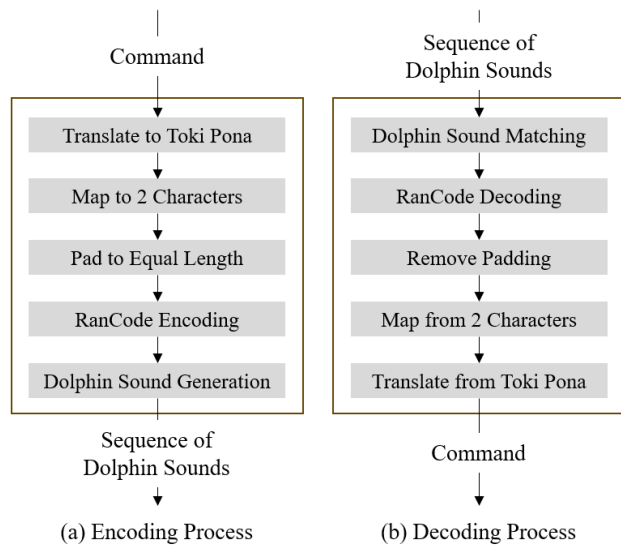 Command
Translate to Toki Pona
Map to 2 Characters
Pad to Equal Length
RanCode Encoding
Dolphin Sound Generation
Sequence of
Dolphin Sounds
(a) Encoding Process
Sequence of
Dolphin Sounds
Dolphin Sound Matching
RanCode Decoding
Remove Padding
Map from 2 Characters
Translate from Toki Pona
Command
(b) Decoding Process